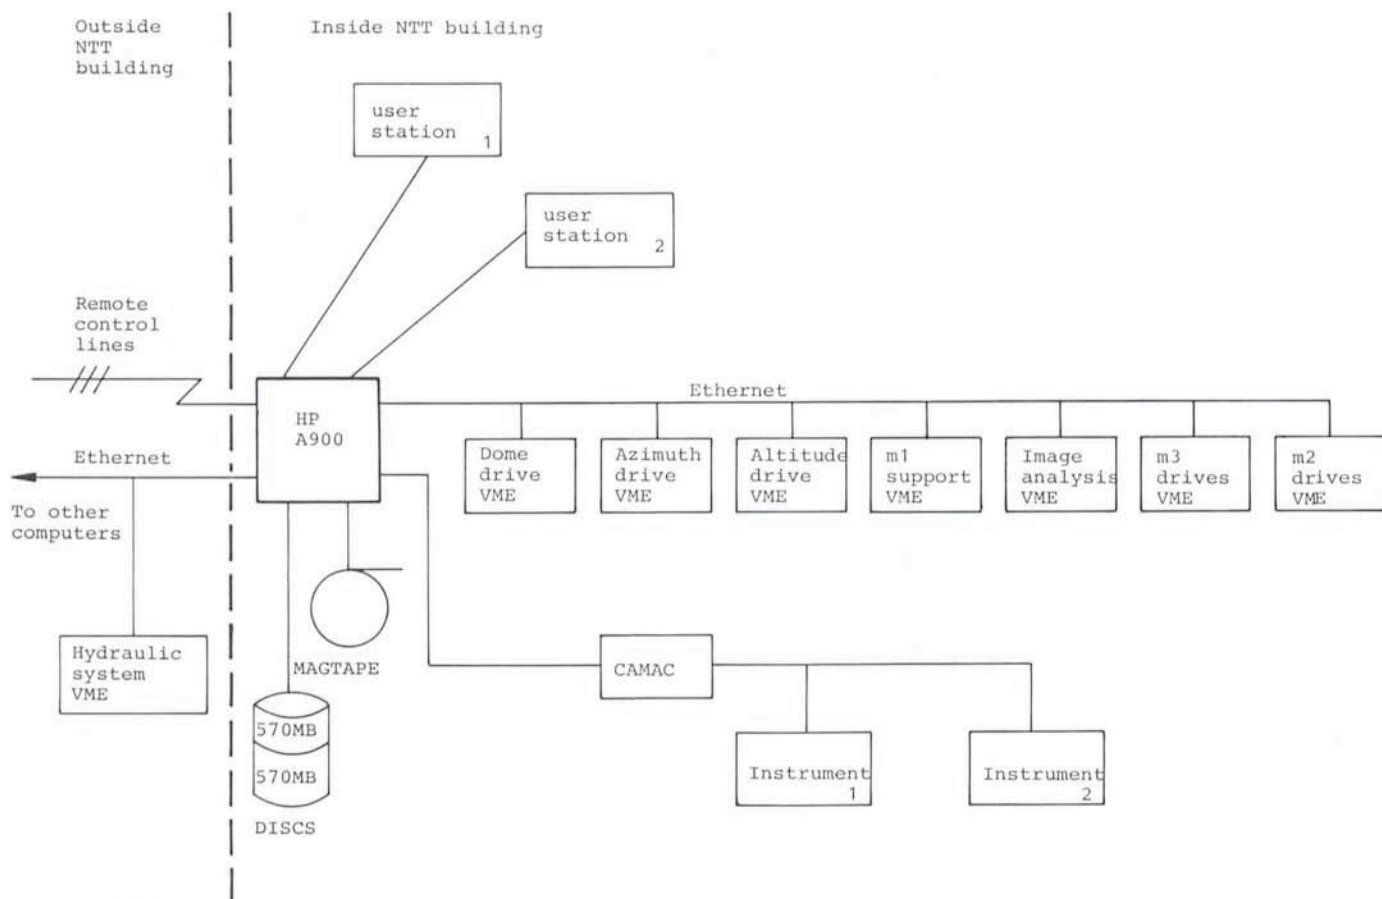 Outside
NTT
building
Inside NTT building
user
station 1
user
station 2
Remote
control
lines
HP
A900
Ethernet
Ethernet
To other
computers
Dome
drive
VME
Azimuth
drive
VME
Altitude
drive
VME
m1
support
VME
Image
analysis
VME
m3
drives
VME
m2
drives
VME
Hydraulic
system
VME
MAGTAPE
CAMAC
570MB
570MB
DISCS
Instrument
1
Instrument
2